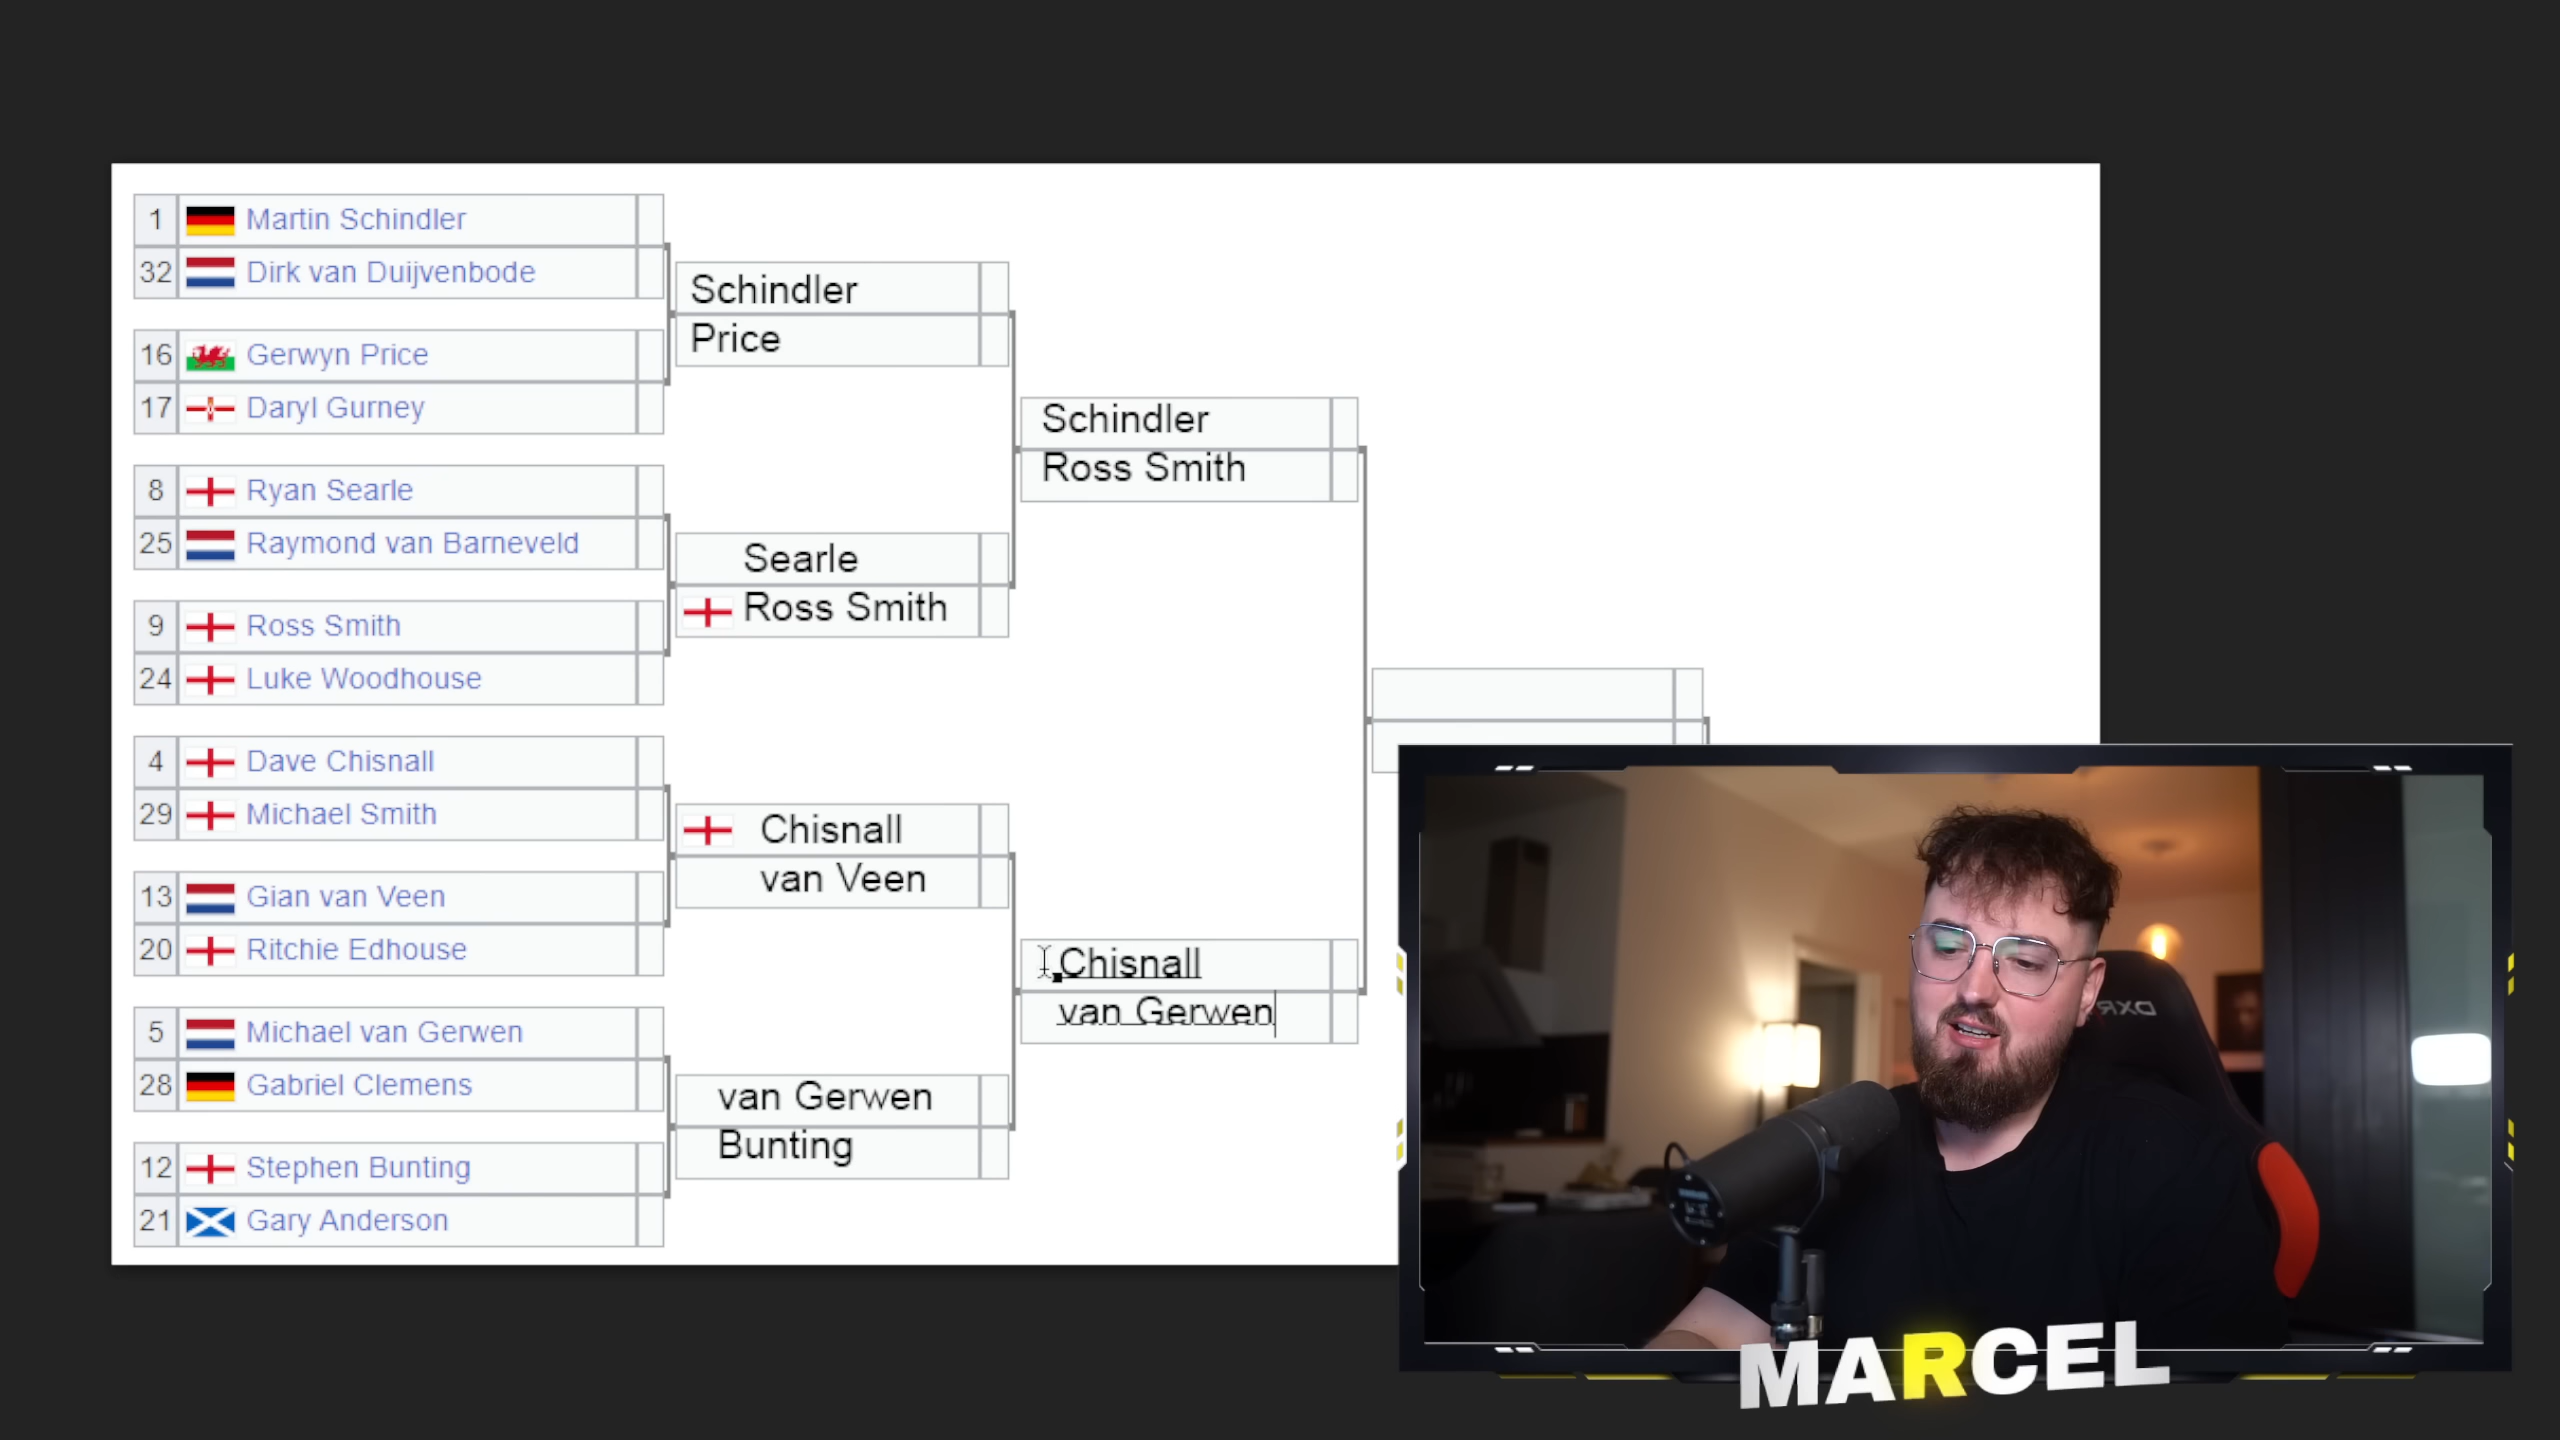 1 Martin Schindler
32 Dirk van Duijvenbode
16 Gerwyn Price
17 Daryl Gurney
8 Ryan Searle
25 Raymond van Barneveld
9 Ross Smith
24 Luke Woodhouse
4 Dave Chisnall
29 Michael Smith
13 Gian van Veen
20 Ritchie Edhouse
5 Michael van Gerwen
28 Gabriel Clemens
12 Stephen Bunting
21 Gary Anderson
Schindler
Price
Searle
Ross Smith
Chisnall
van Veen
van Gerwen
Bunting
Schindler
Ross Smith
Chisnall
van Gerwen
DXR
MARCEL